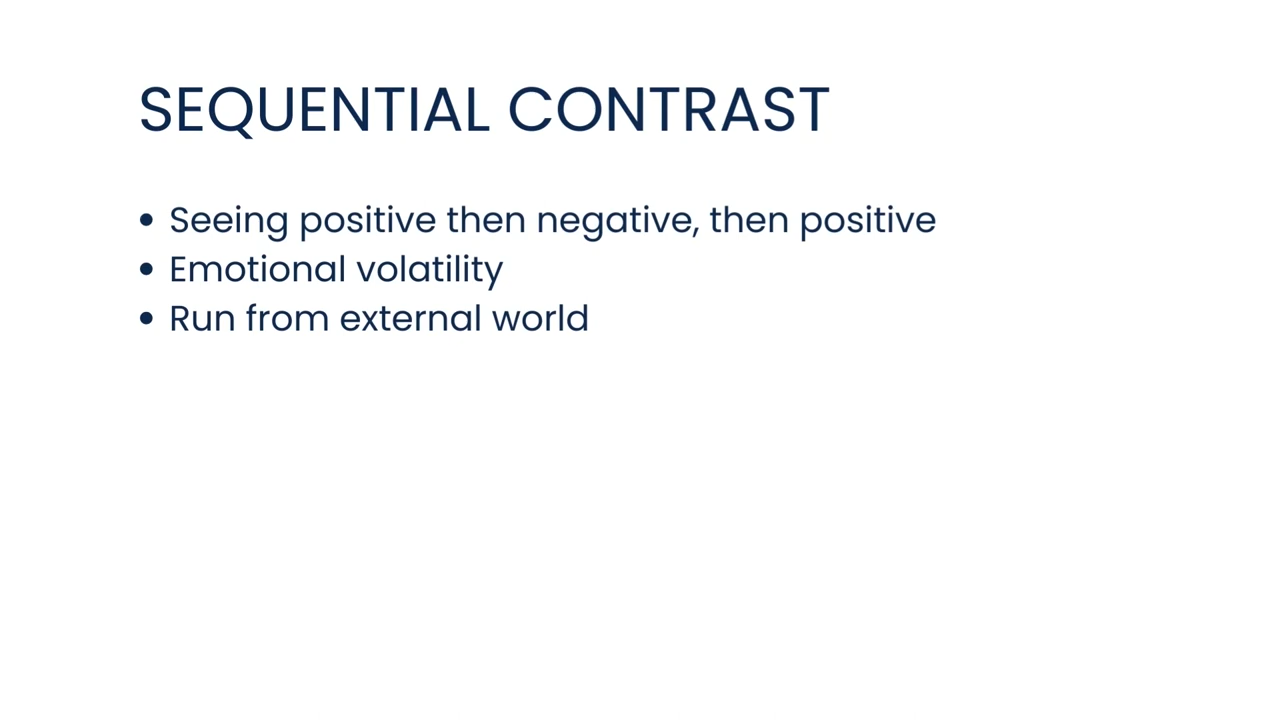 SEQUENTIAL CONTRAST
• Seeing positive then negative, then positive
• Emotional volatility
• Run from external world